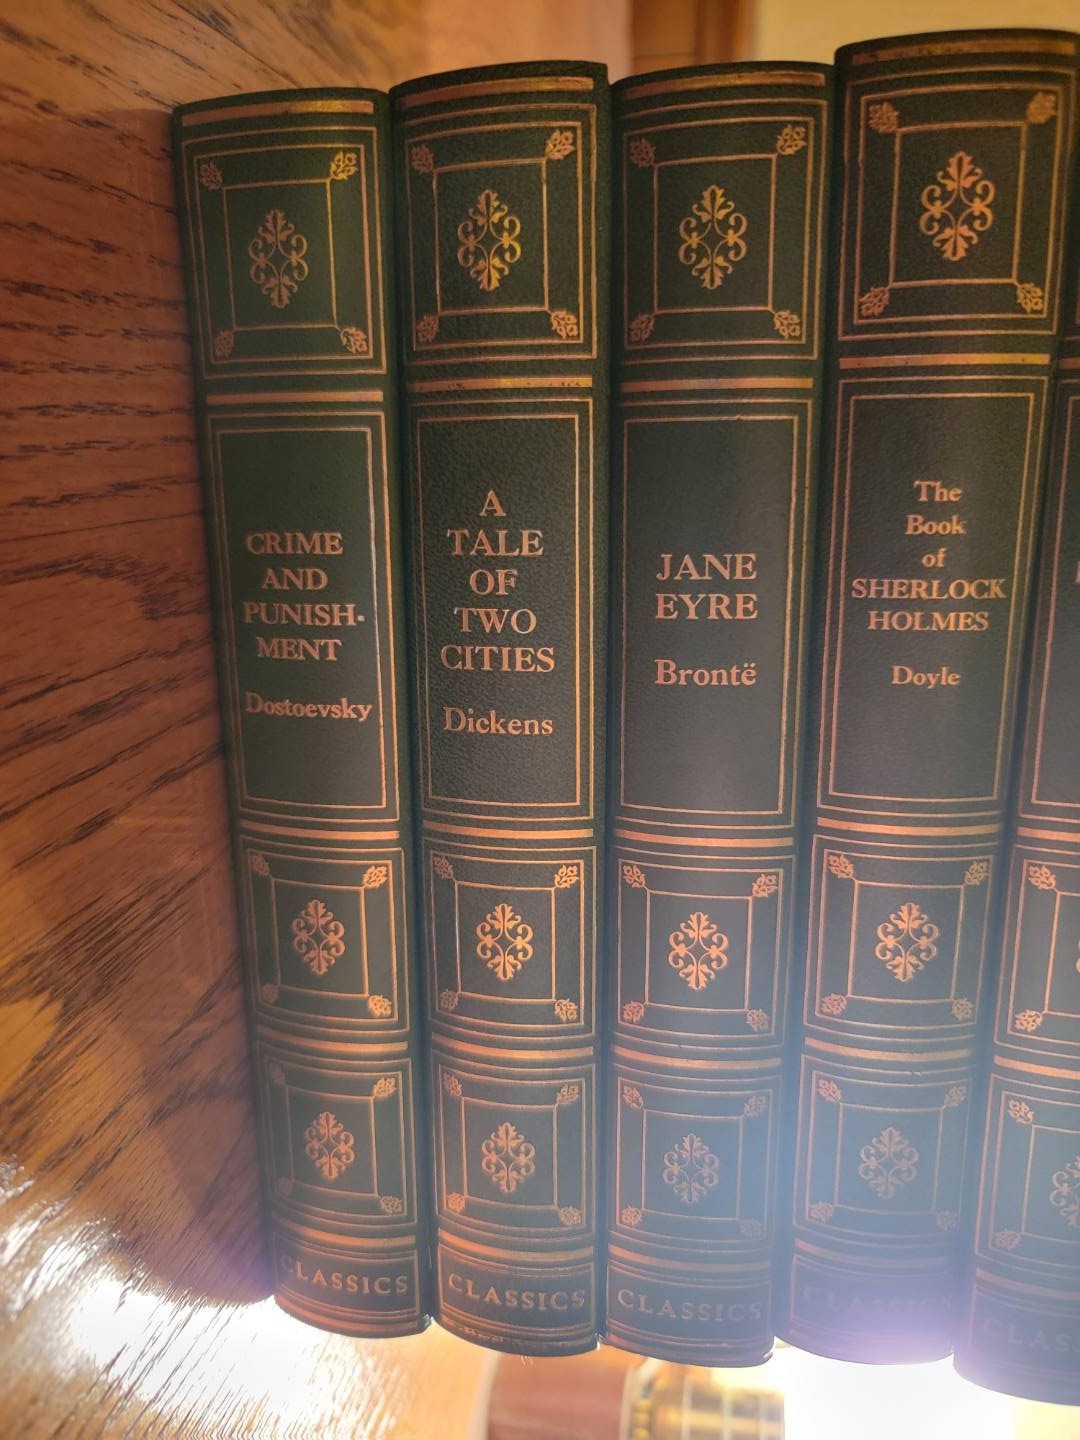 CRIME
AND
PUNISH-
MENT
Dostoevsky
CLASSICS
A
TALE
OF
TWO
CITIES
Dickens
CLASSICS
JANE
EYRE
Brontë
CLASSICS
The
Book
of
SHERLOCK
HOLMES
Doyle
CLASSICS